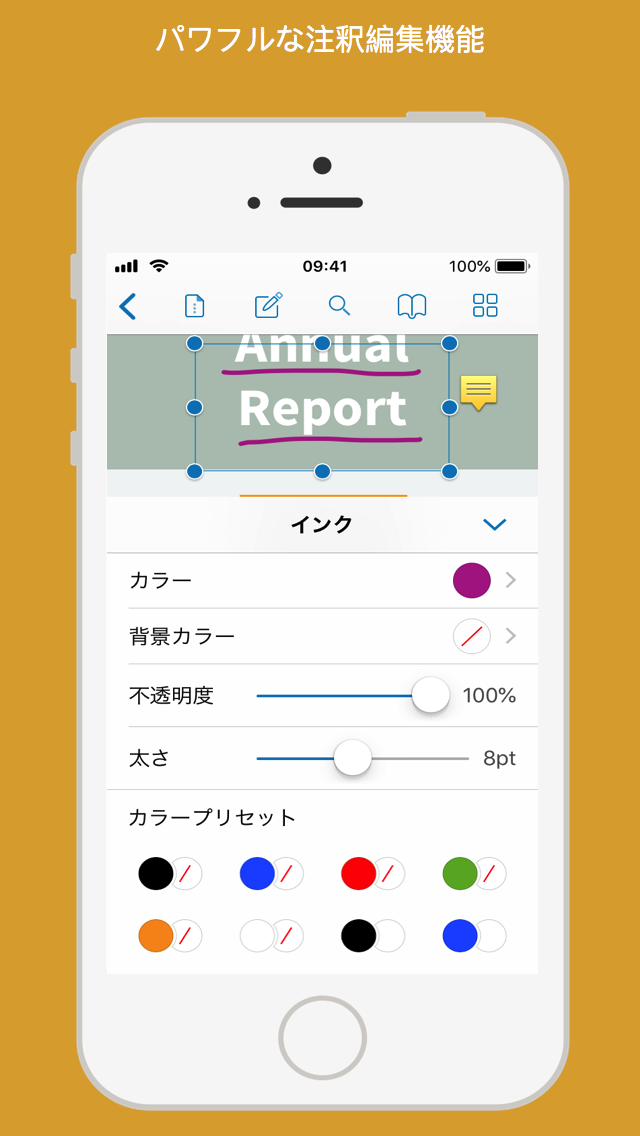 パワフルな注釈編集機能
09:41
100%
Annual
Report
インク
カラー
背景カラー
不透明度
100%
太さ
8pt
カラープリセット